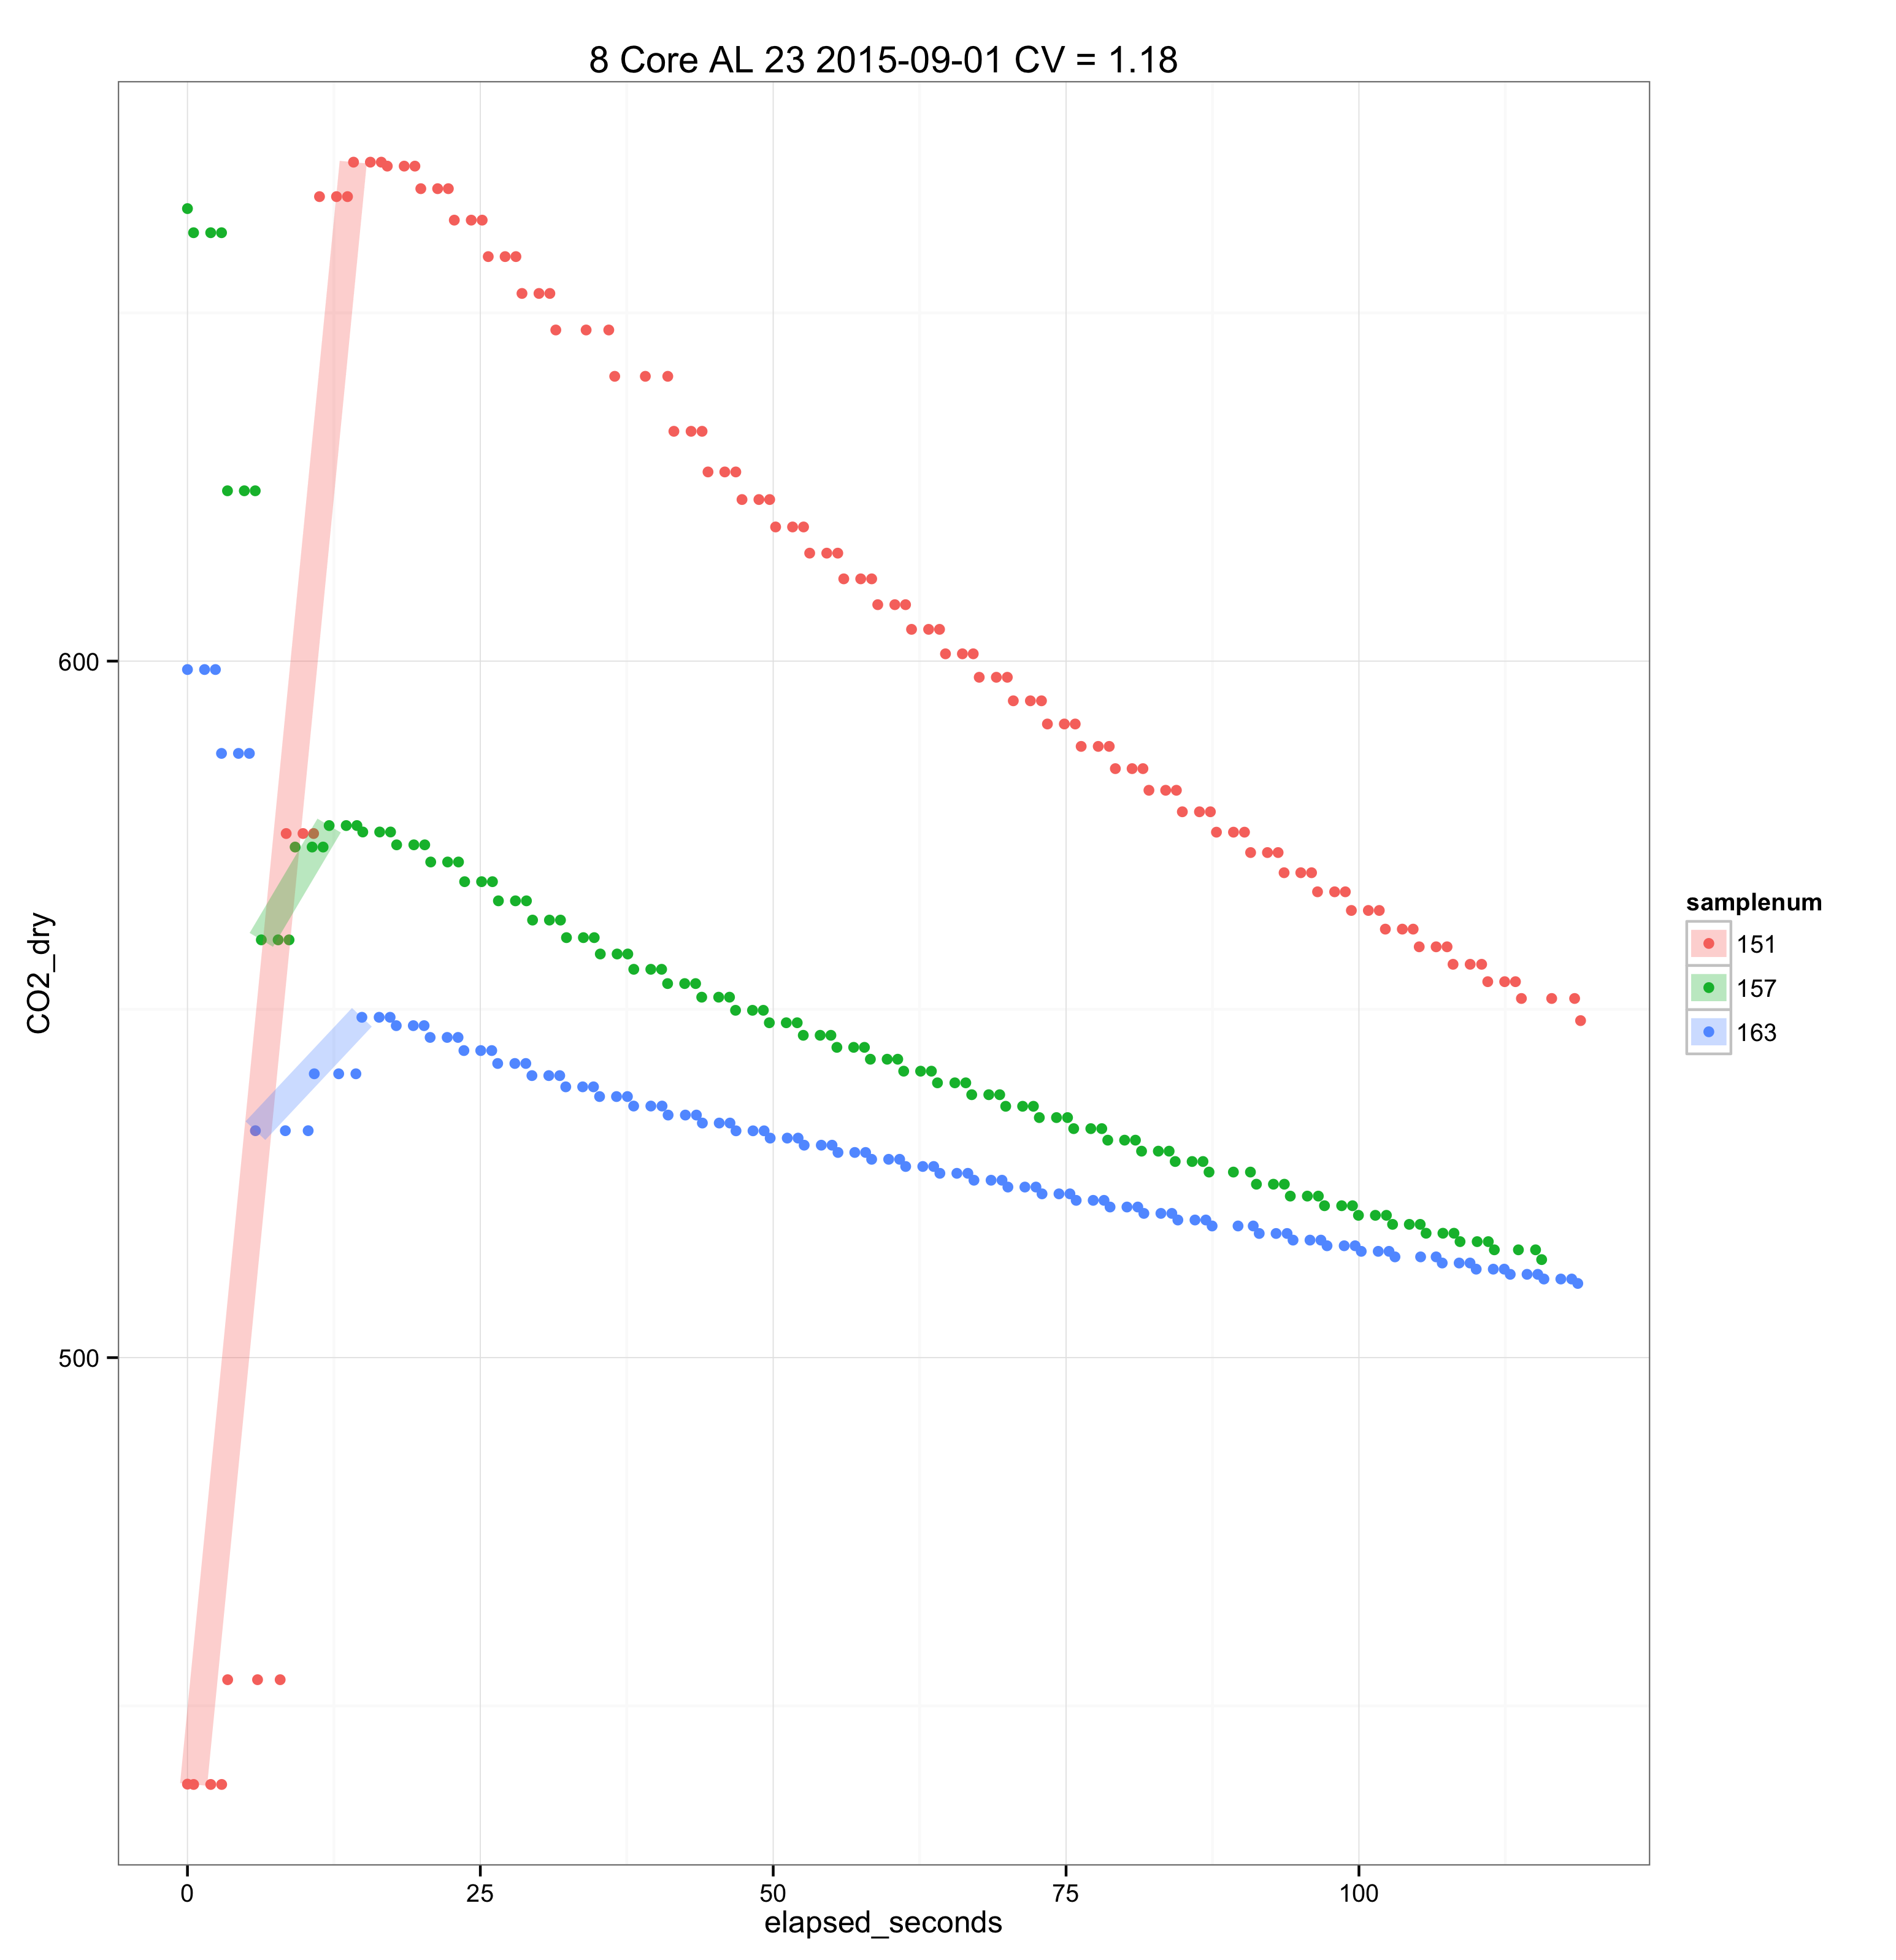 8 Core AL 23 2015-09-01 CV = 1.18
600
500
CO2_dry
0 25 50 75 100
elapsed_seconds
samplenum
151
157
163